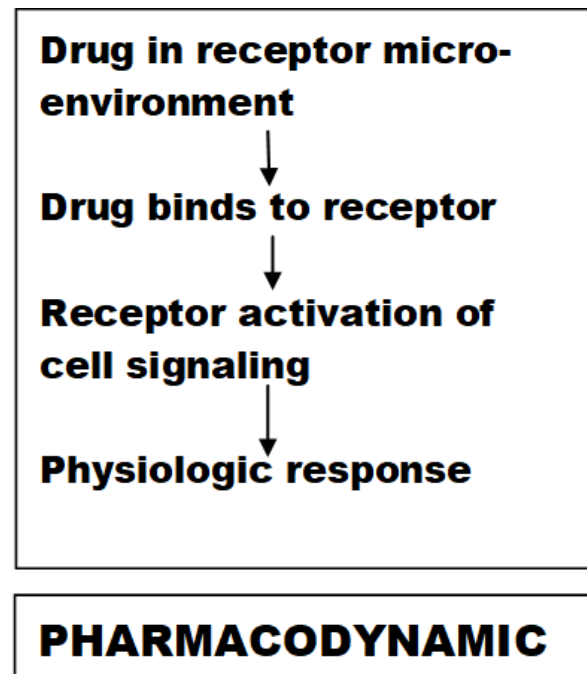 Drug in receptor micro-
environment
Drug binds to receptor
Receptor activation of
cell signaling
Physiologic response
PHARMACODYNAMIC